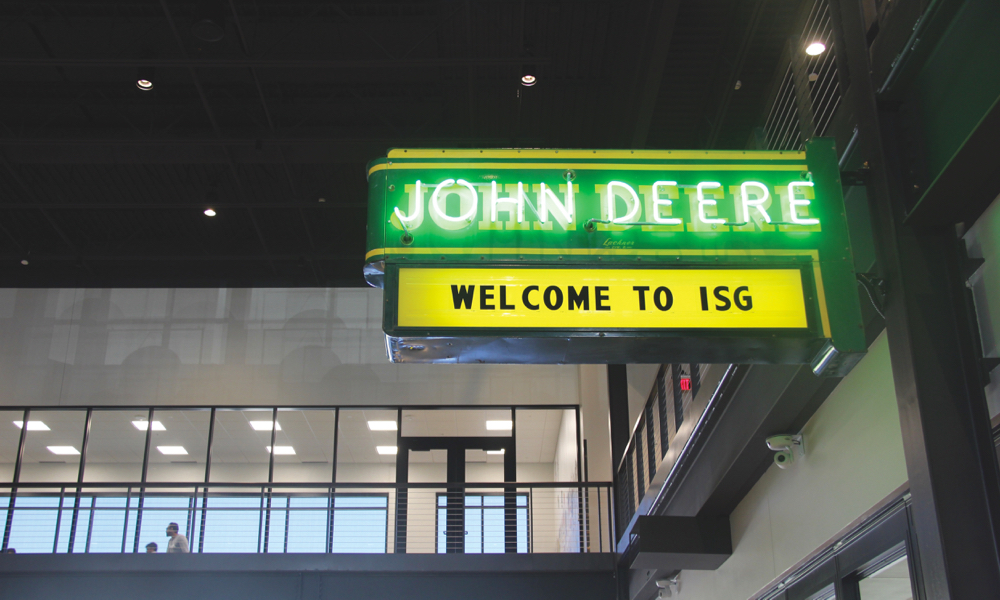 JOHN DEERE
WELCOME TO ISG